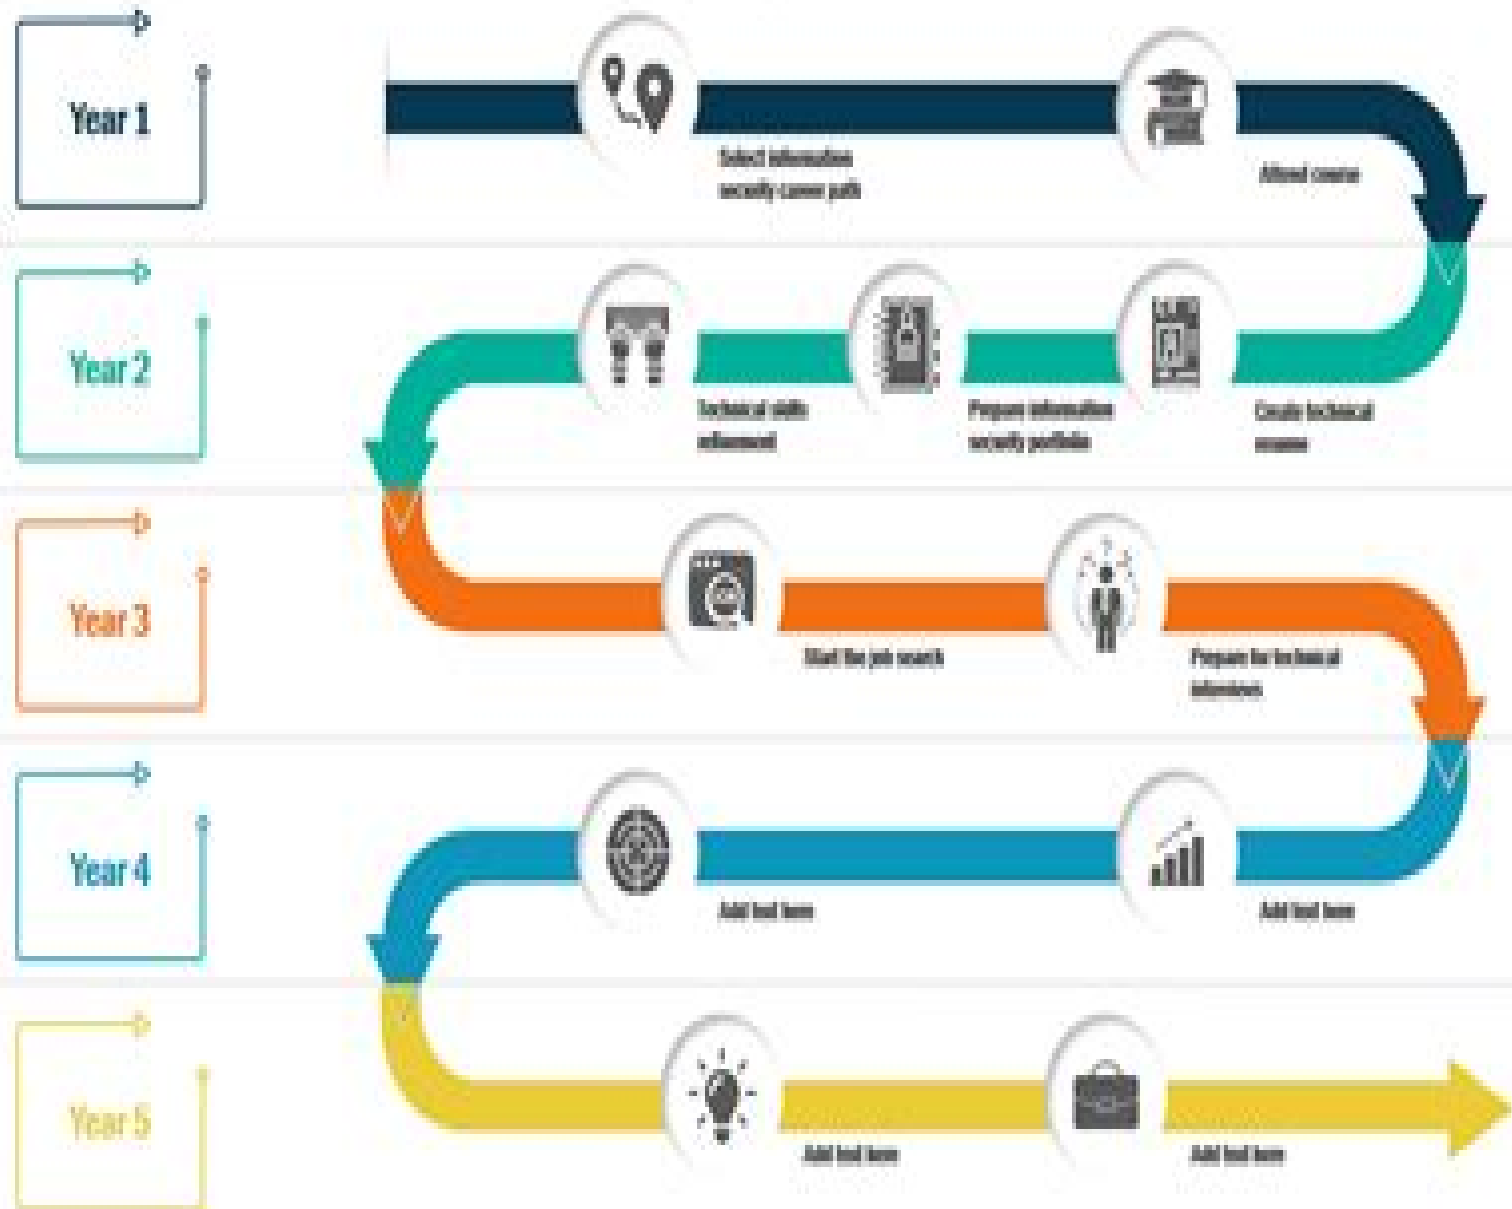 Year 1
Select information
security career path
Attend course
Year 2
Technical skills
refinement
Prepare information
security portfolio
Create technical
resume
Year 3
Start the job search
Prepare for technical
interviews
Year 4
Add text here
Add text here
Year 5
Add text here
Add text here